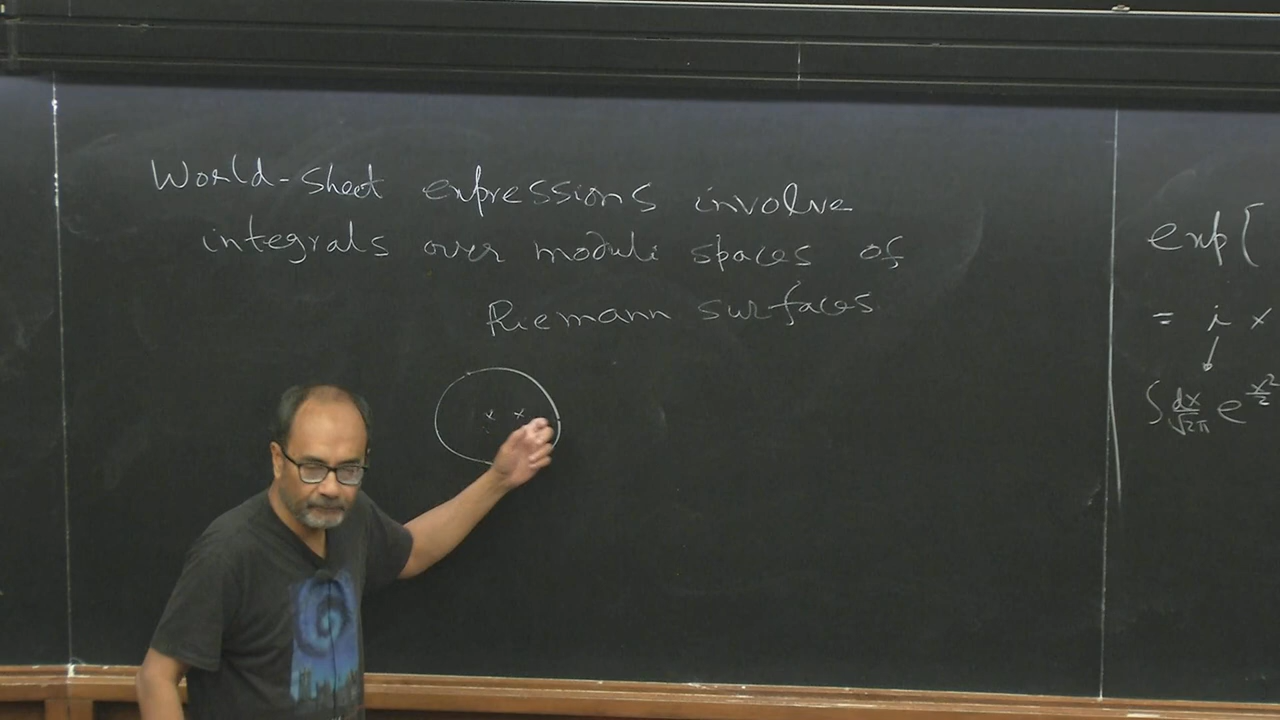 World-sheet expressions involve
integrals over moduli spaces of
Riemann surfaces
x x
exp[
= i x
∫ dx/√2π e^{x²/2}